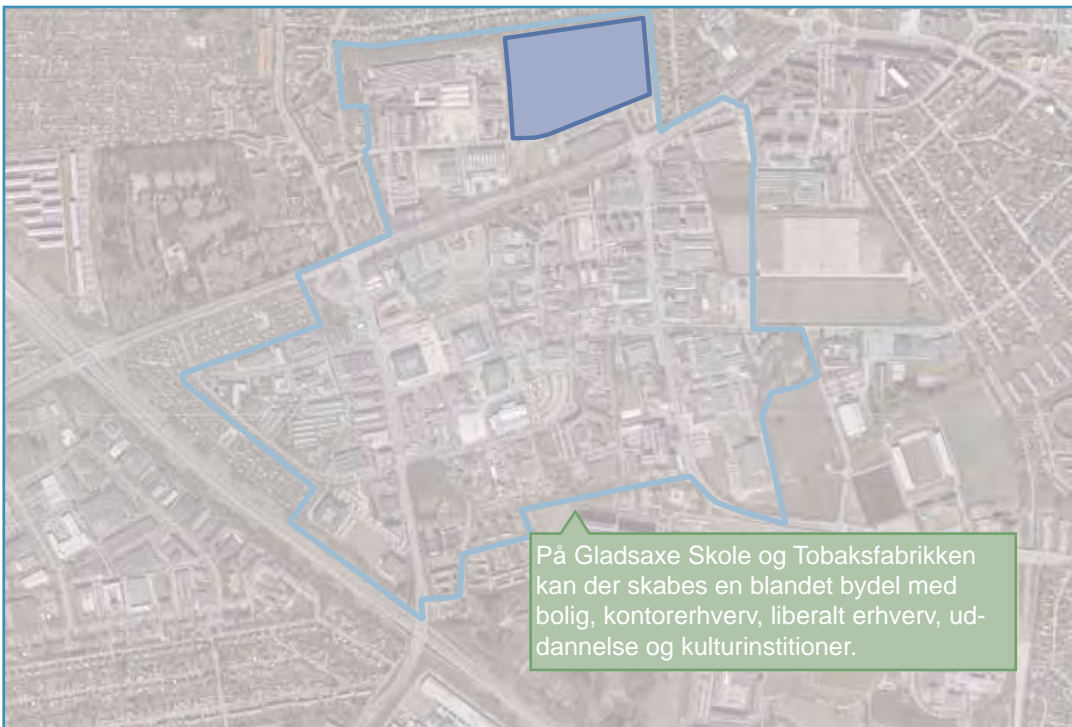 På Gladsaxe Skole og Tobaksfabrikken
kan der skabes en blandet bydel med
bolig, kontorerhverv, liberalt erhverv, ud-
dannelse og kulturinstitioner.